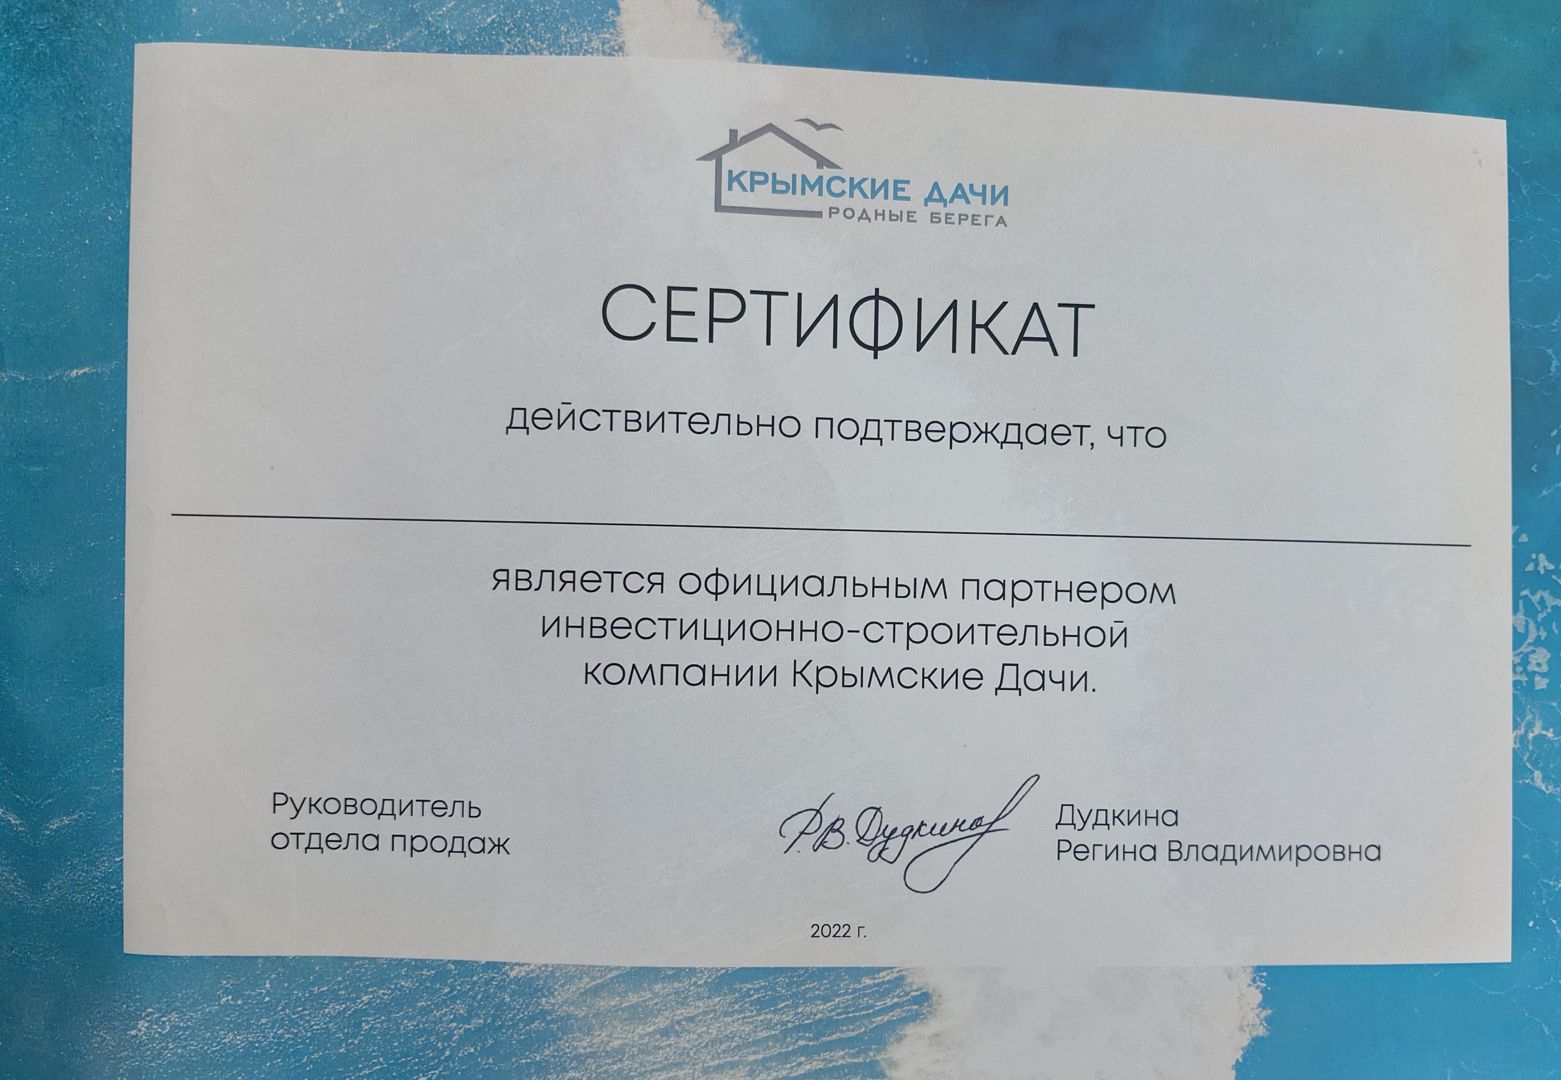 КРЫМСКИЕ ДАЧИ
РОДНЫЕ БЕРЕГА
СЕРТИФИКАТ
действительно подтверждает, что
является официальным партнером
инвестиционно-строительной
компании Крымские Дачи.
Руководитель
отдела продаж
Р.В. Дудкина
Дудкина
Регина Владимировна
2022 г.